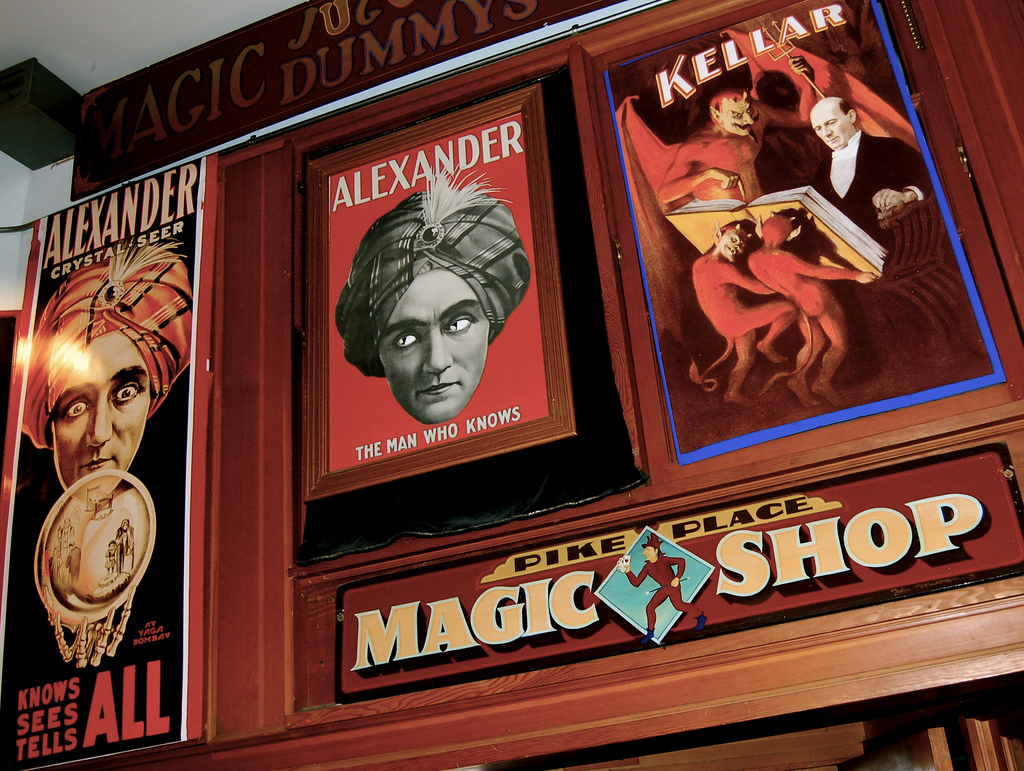 MAGIC
DUMMYS
ALEXANDER
CRYSTAL SEER
KNOWS
SEES
TELLS
ALL
ALEXANDER
THE MAN WHO KNOWS
KELLAR
PIKE PLACE
MAGIC SHOP